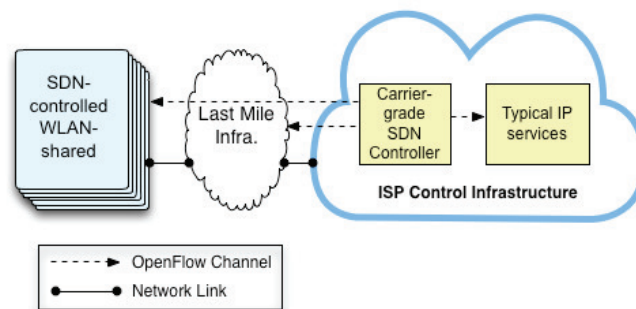 SDN-
controlled
WLAN-
shared
Last Mile
Infra.
Carrier-
grade
SDN
Controller
Typical IP
services
ISP Control Infrastructure
OpenFlow Channel
Network Link